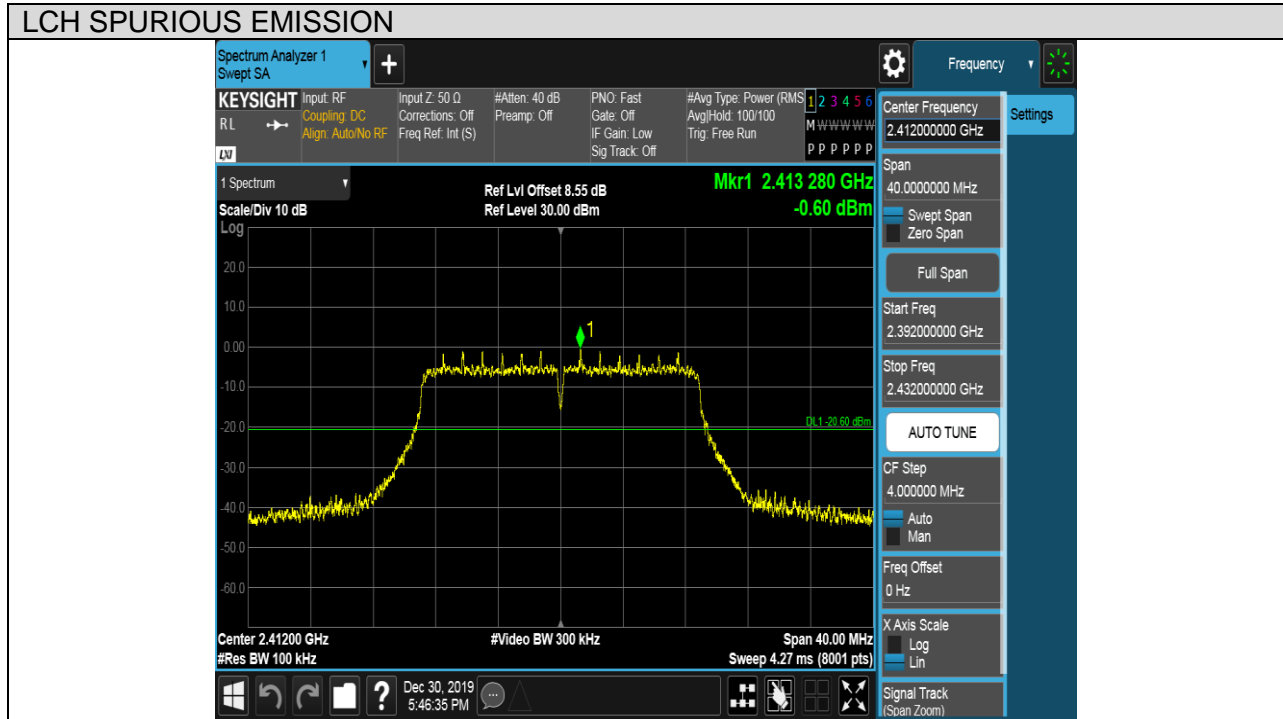 LCH SPURIOUS EMISSION
Spectrum Analyzer 1
Swept SA
+
Frequency
KEYSIGHT
RL
LXI
Input: RF
Coupling: DC
Align: Auto/No RF
Input Z: 50 Ω
Corrections: Off
Freq Ref: Int (S)
#Atten: 40 dB
Preamp: Off
PNO: Fast
Gate: Off
IF Gain: Low
Sig Track: Off
#Avg Type: Power (RMS
Avg|Hold: 100/100
Trig: Free Run
1 2 3 4 5 6
M W W W W W
P P P P P P
1 Spectrum
Scale/Div 10 dB
Ref Lvl Offset 8.55 dB
Ref Level 30.00 dBm
Mkr1 2.413 280 GHz
-0.60 dBm
Log
20.0
10.0
0.00
-10.0
-20.0
-30.0
-40.0
-50.0
-60.0
1
DL1 -20.60 dBm
Center 2.41200 GHz
#Res BW 100 kHz
#Video BW 300 kHz
Span 40.00 MHz
Sweep 4.27 ms (8001 pts)
Center Frequency
2.412000000 GHz
Settings
Span
40.0000000 MHz
Swept Span
Zero Span
Full Span
Start Freq
2.392000000 GHz
Stop Freq
2.432000000 GHz
AUTO TUNE
CF Step
4.000000 MHz
Auto
Man
Freq Offset
0 Hz
X Axis Scale
Log
Lin
Signal Track
(Span Zoom)
?
Dec 30, 2019
5:46:35 PM